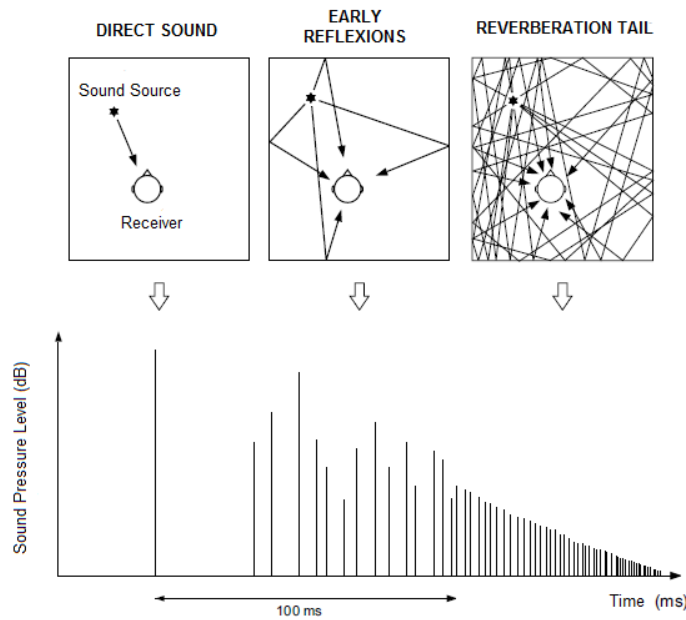 DIRECT SOUND
EARLY
REFLEXIONS
REVERBERATION TAIL
Sound Source
Receiver
Sound Pressure Level (dB)
100 ms
Time (ms)